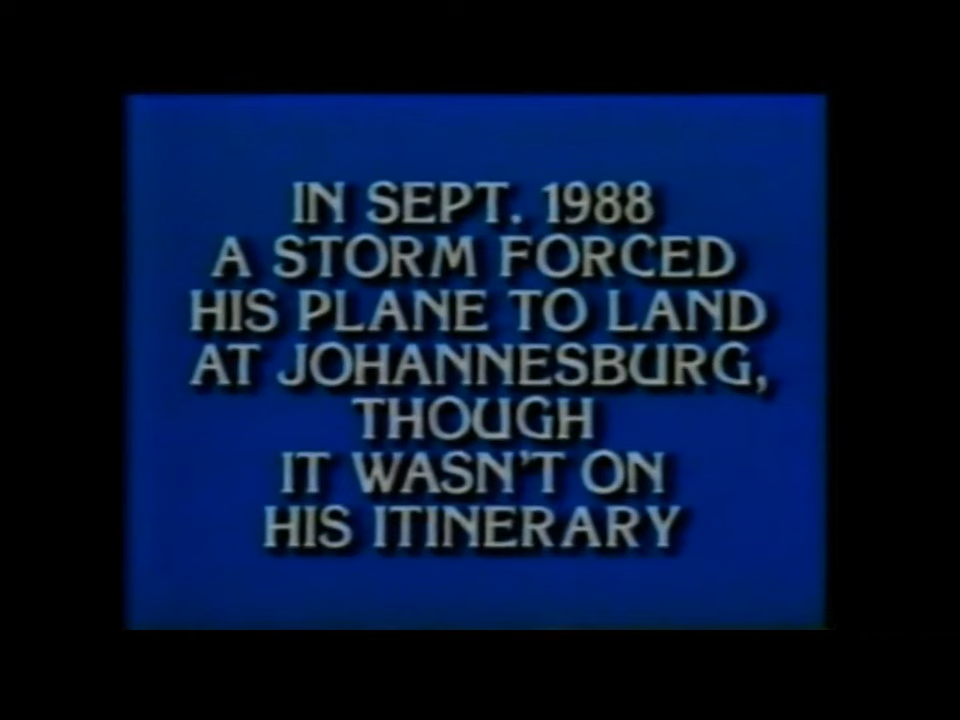 IN SEPT. 1988
A STORM FORCED
HIS PLANE TO LAND
AT JOHANNESBURG,
THOUGH
IT WASN'T ON
HIS ITINERARY